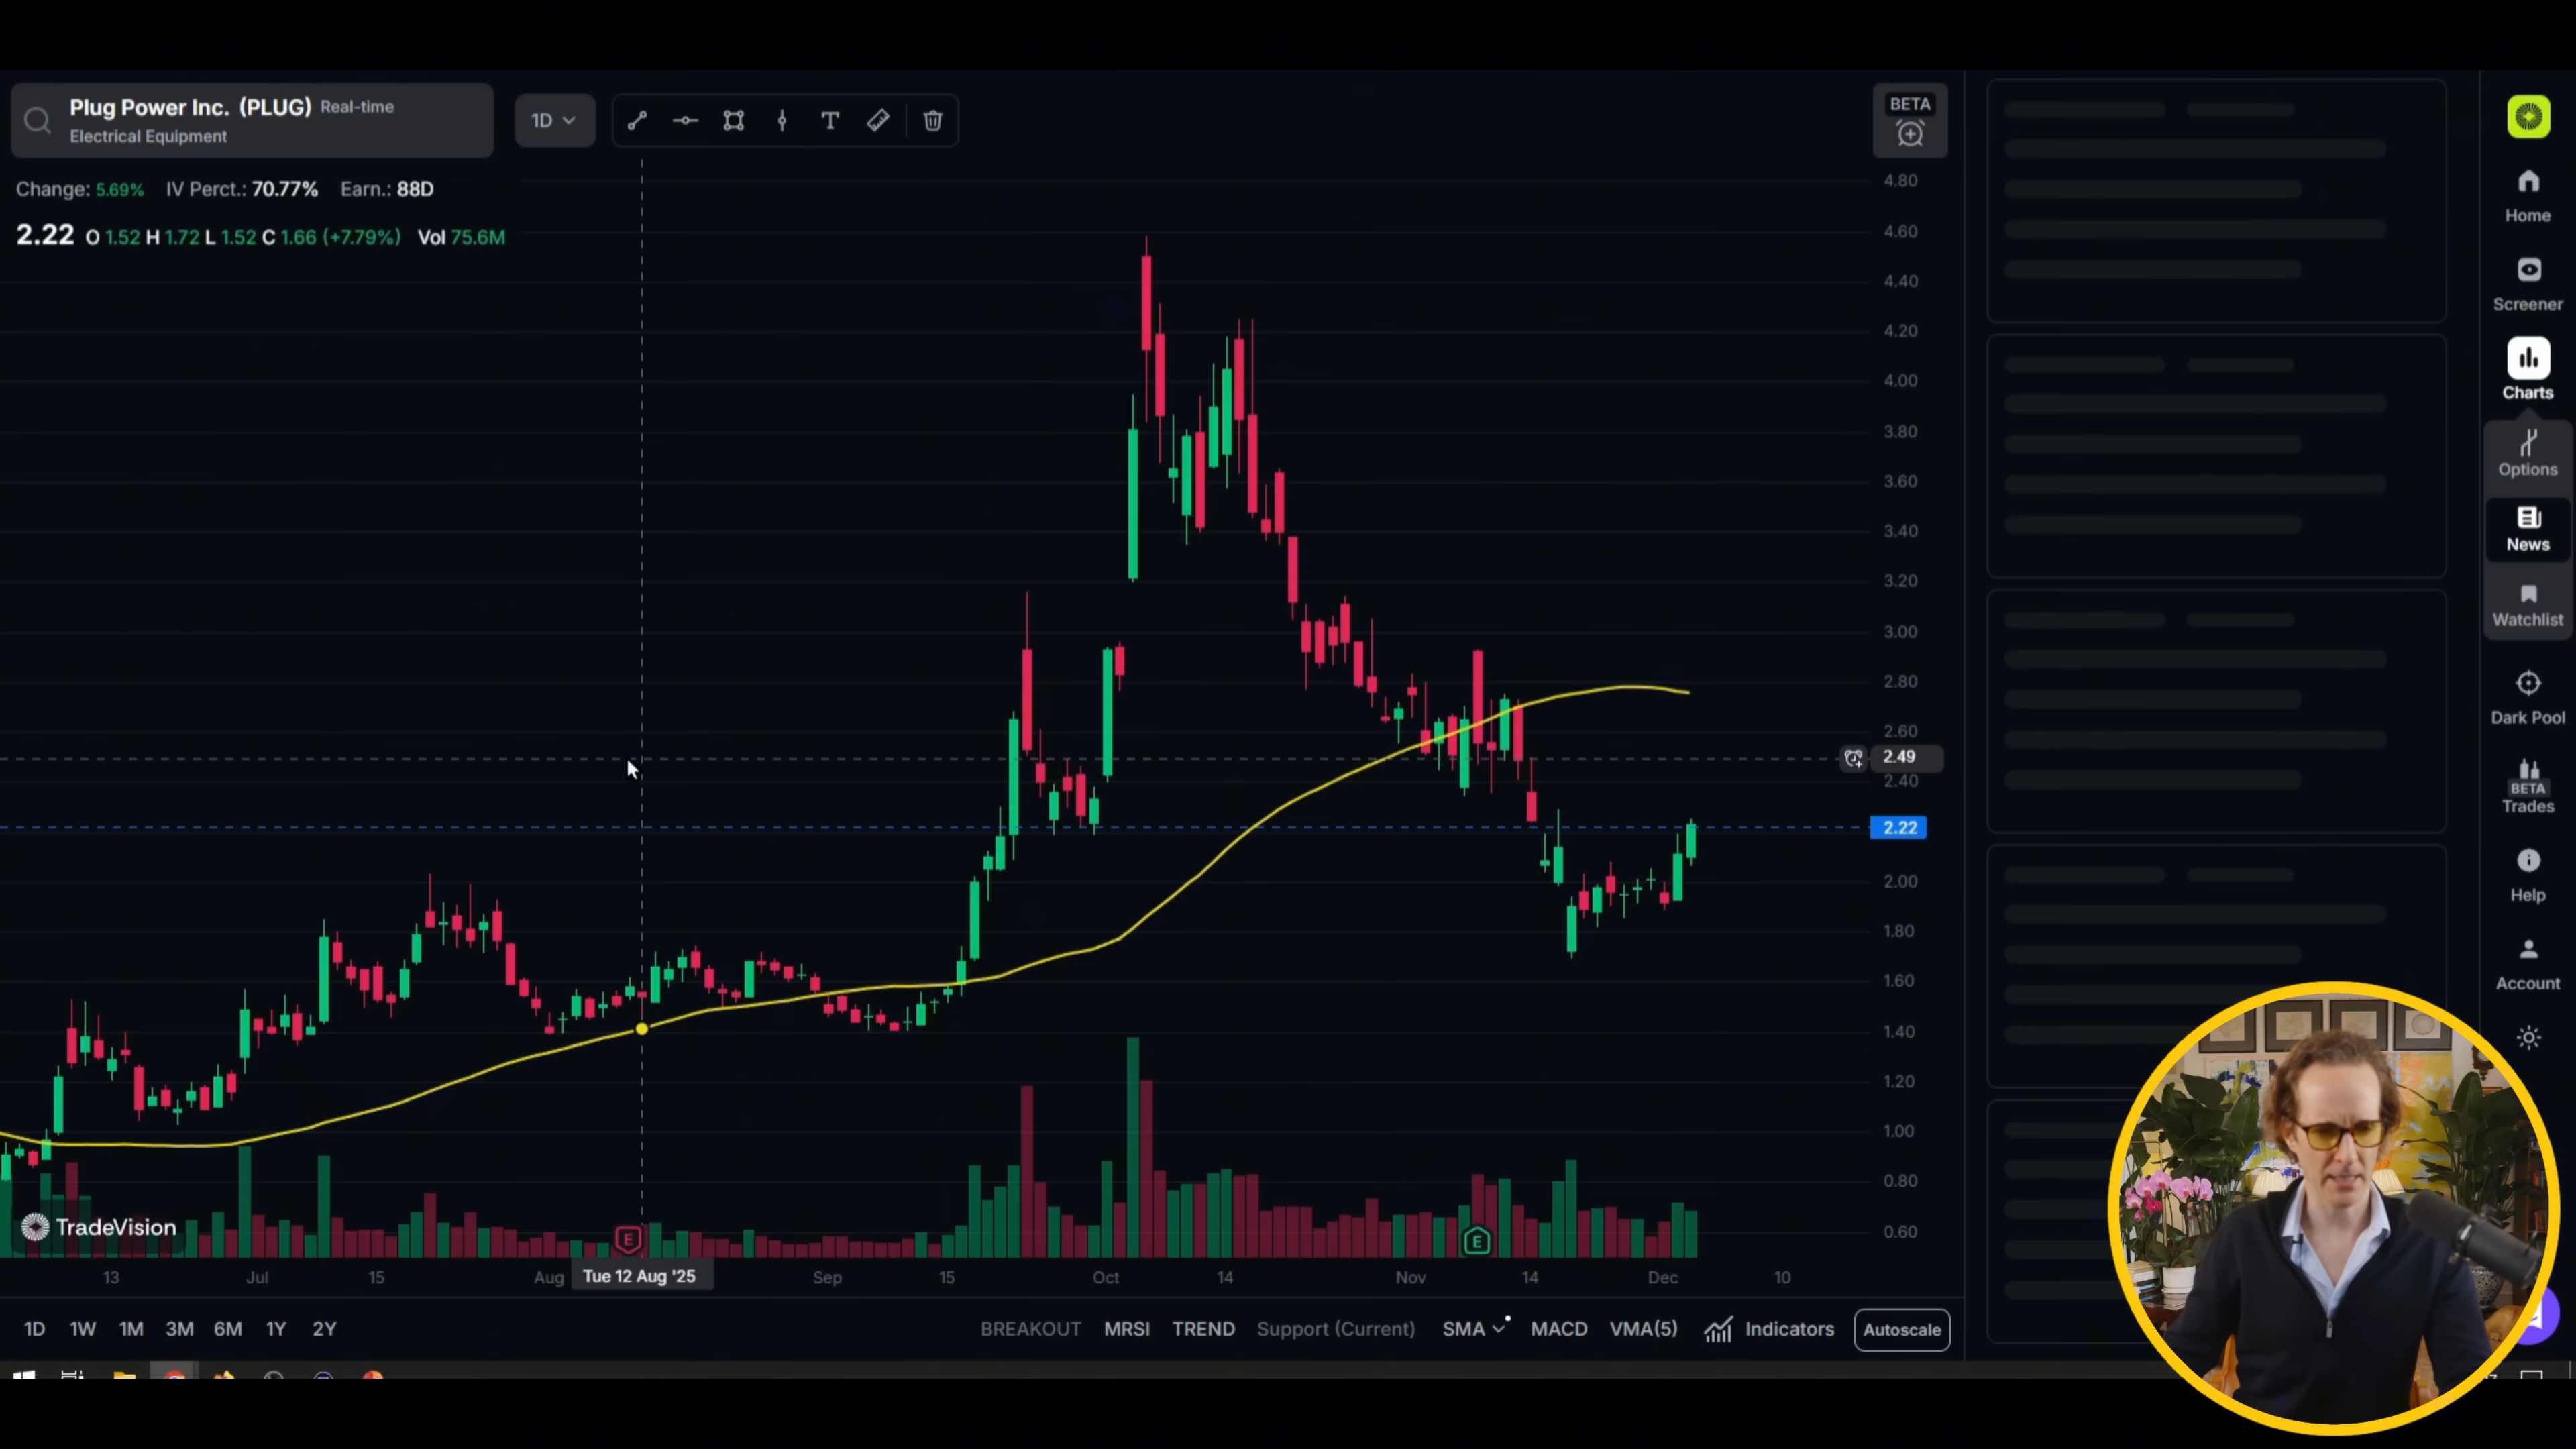 Plug Power Inc. (PLUG) Real-time
Electrical Equipment
1D
BETA
Change: 5.69% IV Perct.: 70.77% Earn.: 88D
2.22 O 1.52 H 1.72 L 1.52 C 1.66 (+7.79%) Vol 75.6M
4.80
4.60
4.40
4.20
4.00
3.80
3.60
3.40
3.20
3.00
2.80
2.60
2.49
2.40
2.22
2.00
1.80
1.60
1.40
1.20
1.00
0.80
0.60
TradeVision
E
E
13 Jul 15 Aug Tue 12 Aug '25 Sep 15 Oct 14 Nov 14 Dec 10
1D 1W 1M 3M 6M 1Y 2Y
BREAKOUT MRSI TREND Support (Current) SMA MACD VMA(5) Indicators Autoscale
Home
Screener
Charts
Options
News
Watchlist
Dark Pool
BETA
Trades
Help
Account